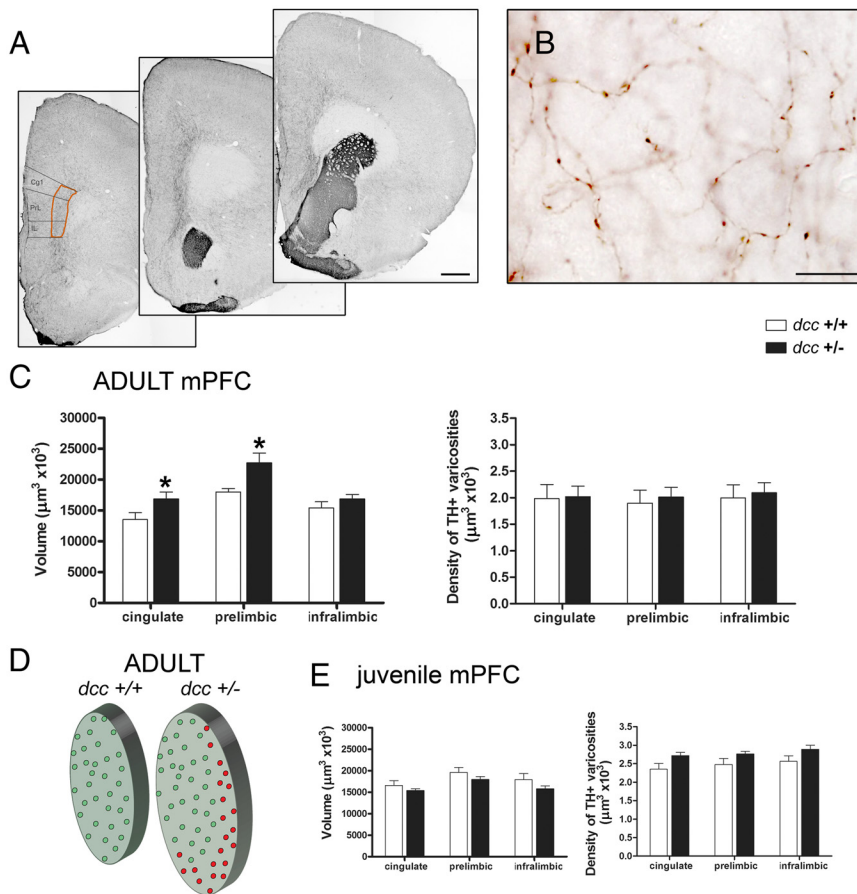 A
B
Cg1
PrL
IL
dcc +/+
dcc +/-
C
ADULT mPFC
Volume (µm³ x10³)
30000
25000
20000
15000
10000
5000
0
cingulate
prelimbic
infralimbic
*
*
Density of TH+ varicosities
(µm³ x10³)
3.5
3.0
2.5
2.0
1.5
1.0
0.5
0.0
cingulate
prelimbic
infralimbic
D
ADULT
dcc +/+
dcc +/-
E
juvenile mPFC
Volume (µm³ x10³)
30000
25000
20000
15000
10000
5000
0
cingulate
prelimbic
infralimbic
Density of TH+ varicosities
(µm³ x10³)
3.5
3.0
2.5
2.0
1.5
1.0
0.5
0.0
cingulate
prelimbic
infralimbic